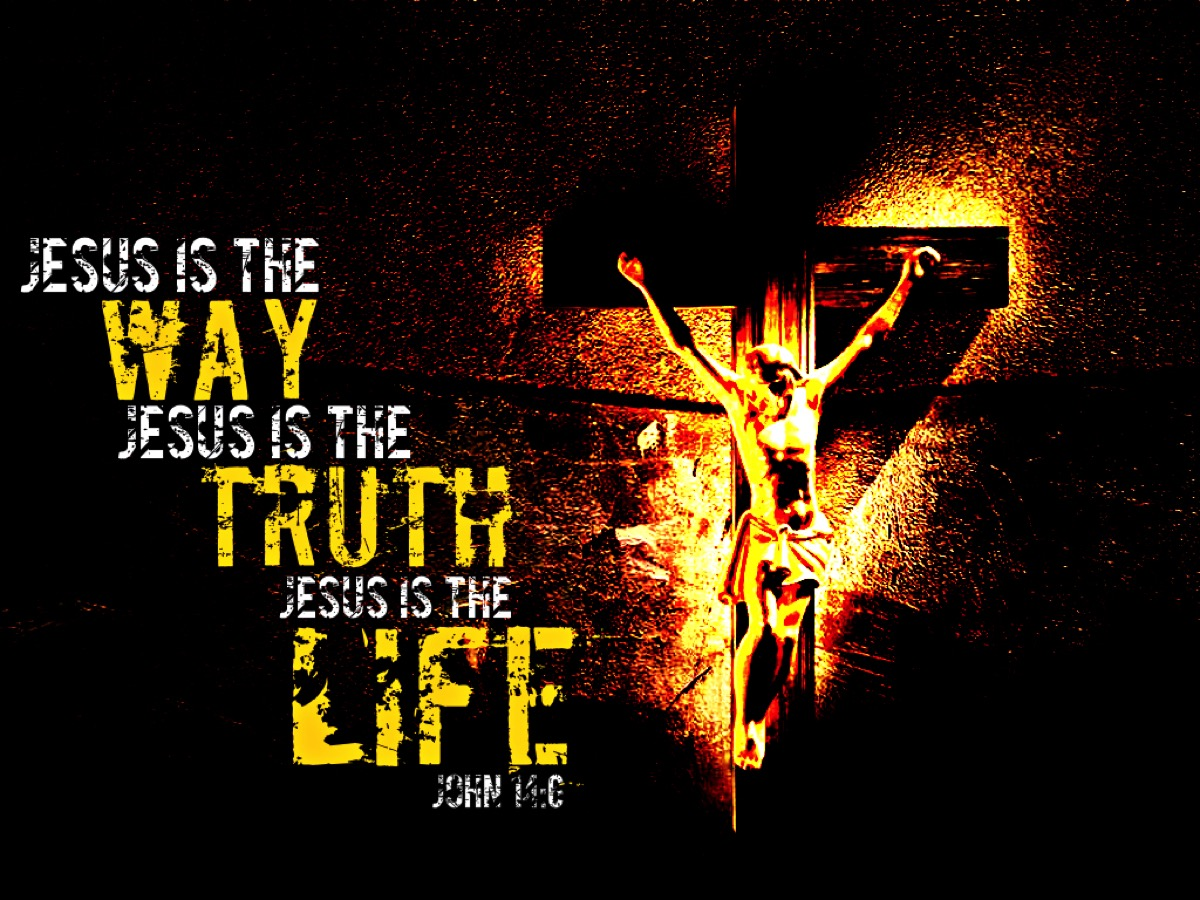 JESUS IS THE
WAY
JESUS IS THE
TRUTH
JESUS IS THE
LIFE
JOHN 14:6